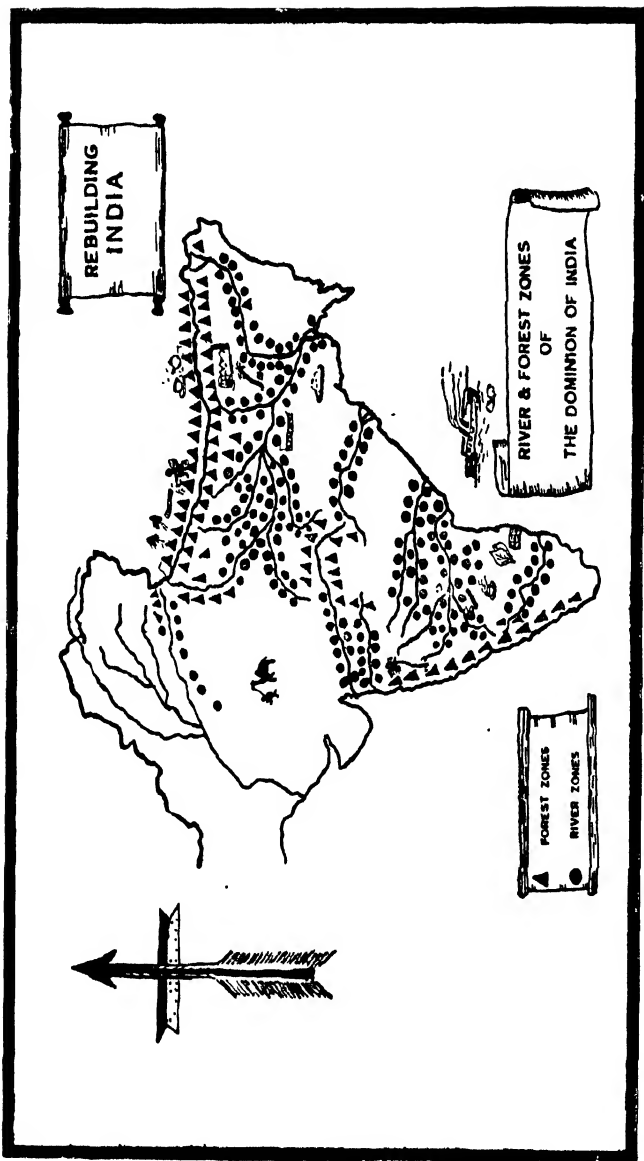 REBUILDING
INDIA
RIVER & FOREST ZONES
OF
THE DOMINION OF INDIA
FOREST ZONES
RIVER ZONES